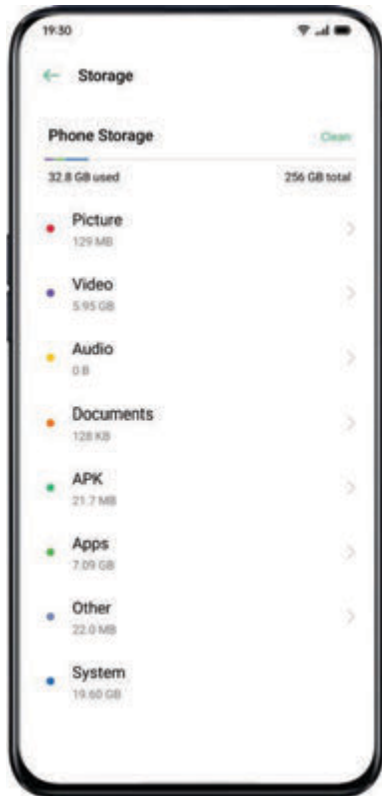 19:30
Storage
Phone Storage
Clean
32.8 GB used
256 GB total
Picture
129 MB
Video
5.95 GB
Audio
0 B
Documents
128 KB
APK
21.7 MB
Apps
7.09 GB
Other
22.0 MB
System
19.60 GB